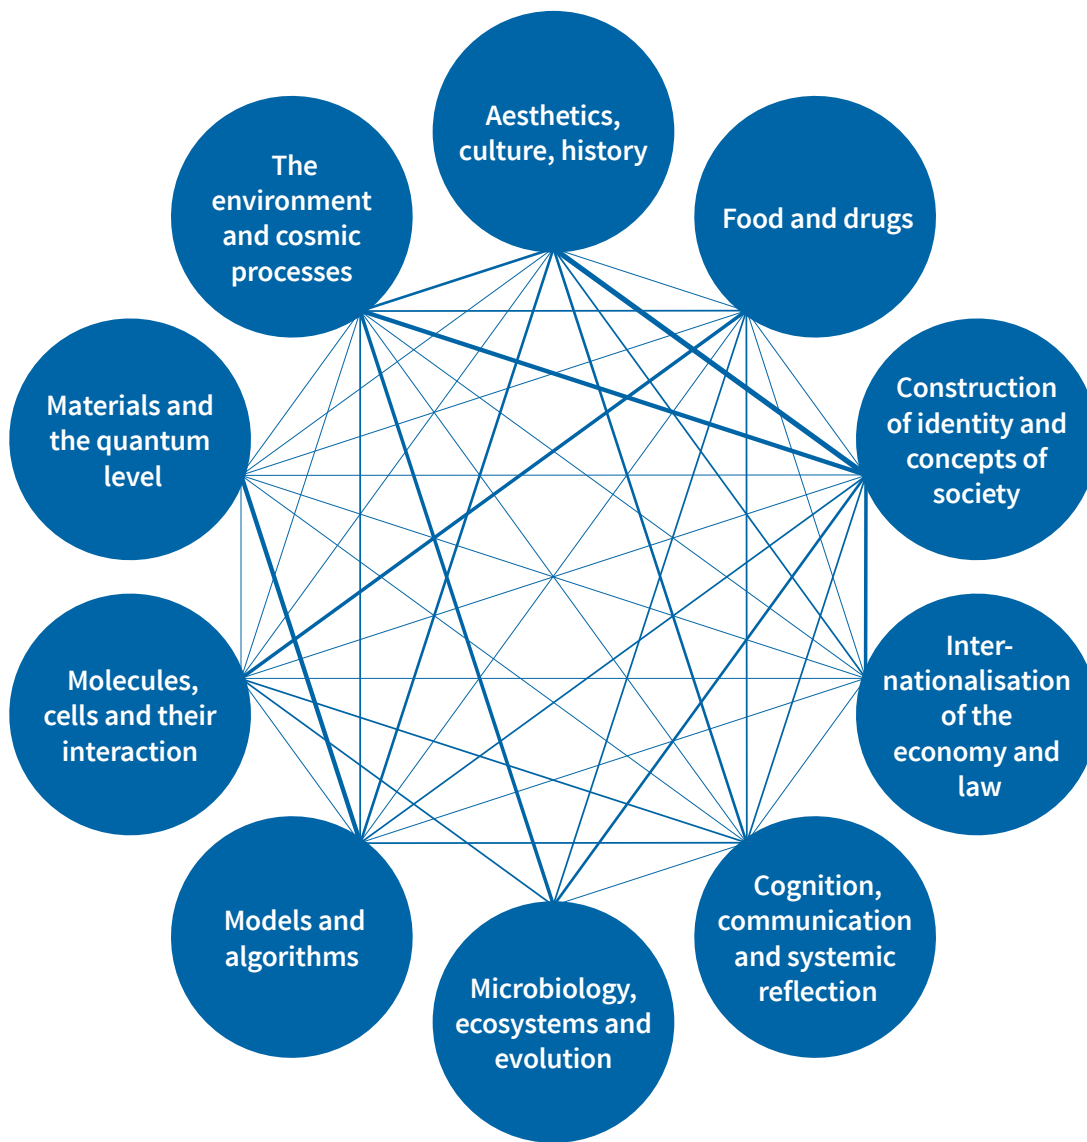 Aesthetics,
culture, history
Food and drugs
Construction
of identity and
concepts of
society
Inter-
nationalisation
of the
economy and
law
Cognition,
communication
and systemic
reflection
Microbiology,
ecosystems and
evolution
Models and
algorithms
Molecules,
cells and their
interaction
Materials and
the quantum
level
The
environment
and cosmic
processes